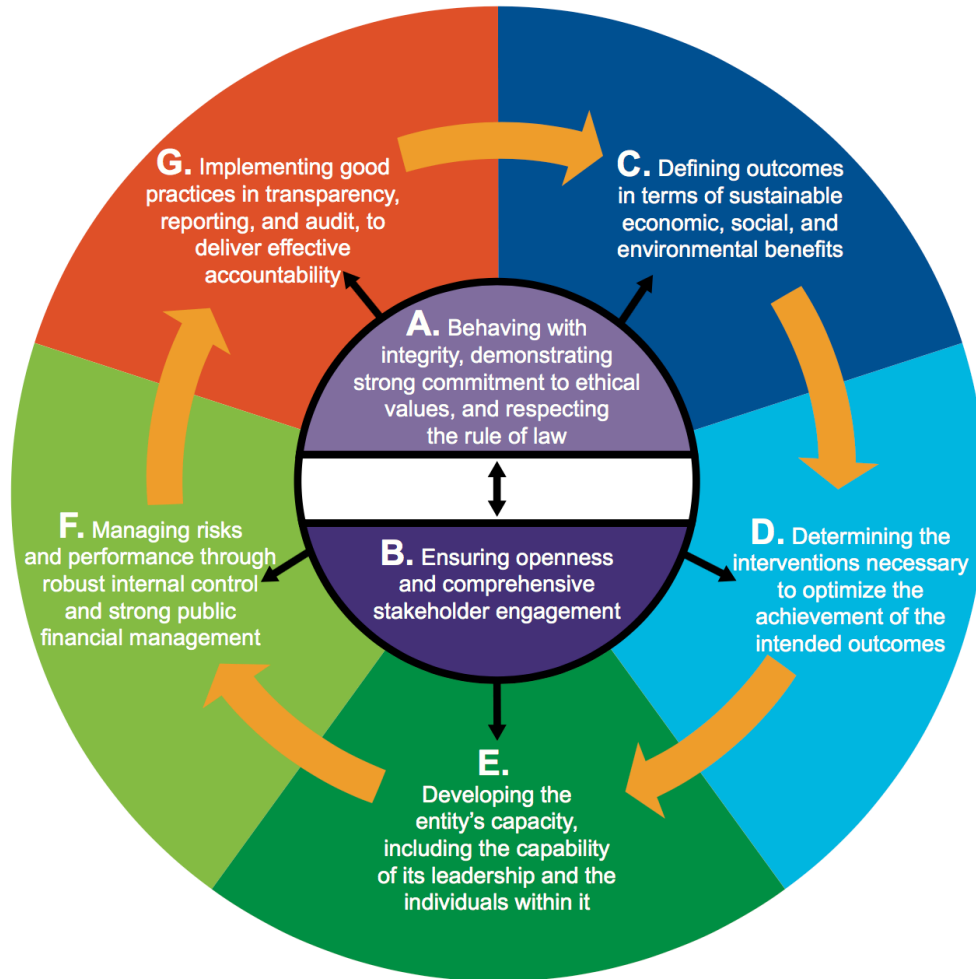 G. Implementing good
practices in transparency,
reporting, and audit, to
deliver effective
accountability
C. Defining outcomes
in terms of sustainable
economic, social, and
environmental benefits
A. Behaving with
integrity, demonstrating
strong commitment to ethical
values, and respecting
the rule of law
B. Ensuring openness
and comprehensive
stakeholder engagement
F. Managing risks
and performance through
robust internal control
and strong public
financial management
D. Determining the
interventions necessary
to optimize the
achievement of the
intended outcomes
E.
Developing the
entity's capacity,
including the capability
of its leadership and the
individuals within it